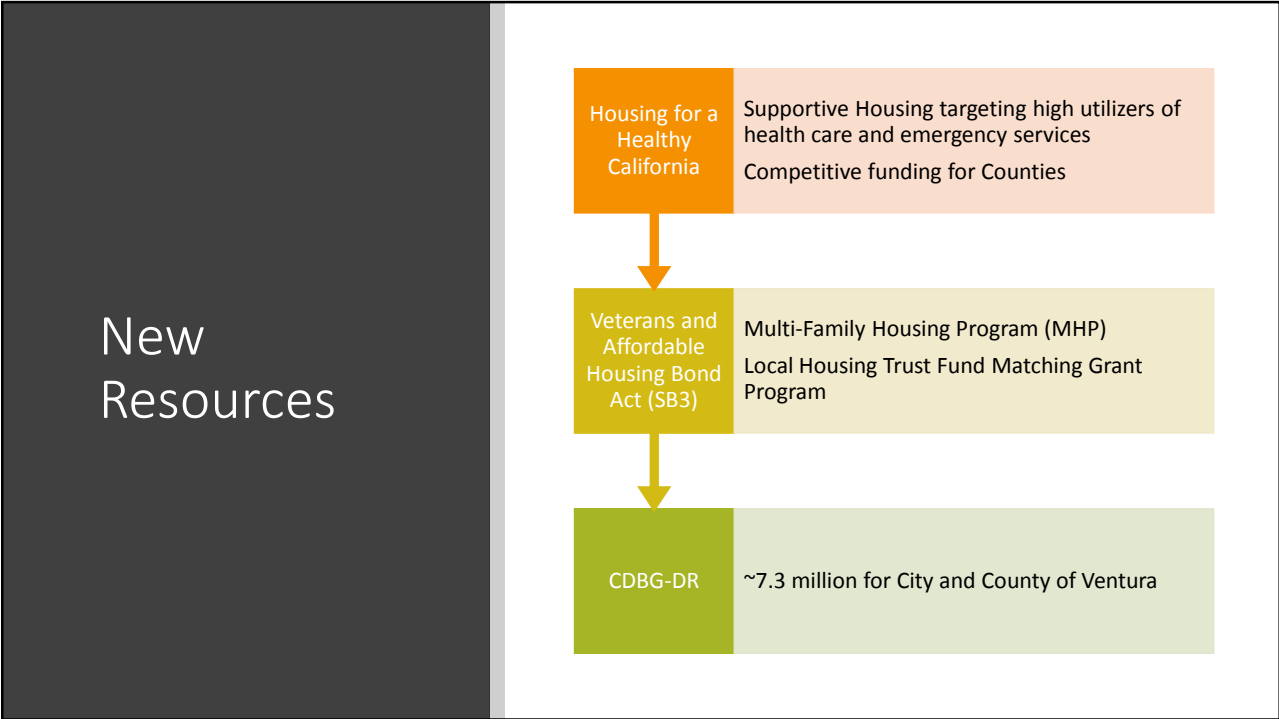 New
Resources
Housing for a
Healthy
California
Supportive Housing targeting high utilizers of
health care and emergency services
Competitive funding for Counties
Veterans and
Affordable
Housing Bond
Act (SB3)
Multi-Family Housing Program (MHP)
Local Housing Trust Fund Matching Grant
Program
CDBG-DR
~7.3 million for City and County of Ventura